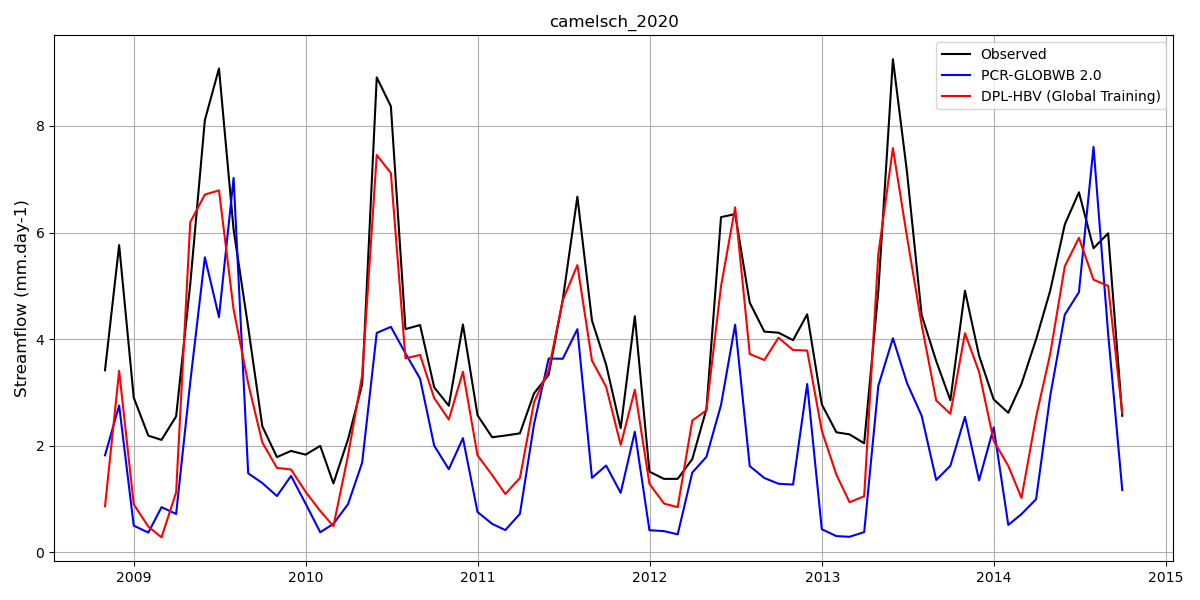 camelsch_2020
Observed
PCR-GLOBWB 2.0
DPL-HBV (Global Training)
Streamflow (mm.day-1)
8
6
4
2
0
2009 2010 2011 2012 2013 2014 2015